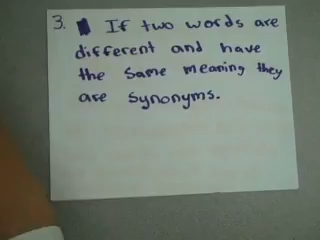 3. If two words are
different and have
the same meaning they
are synonyms.